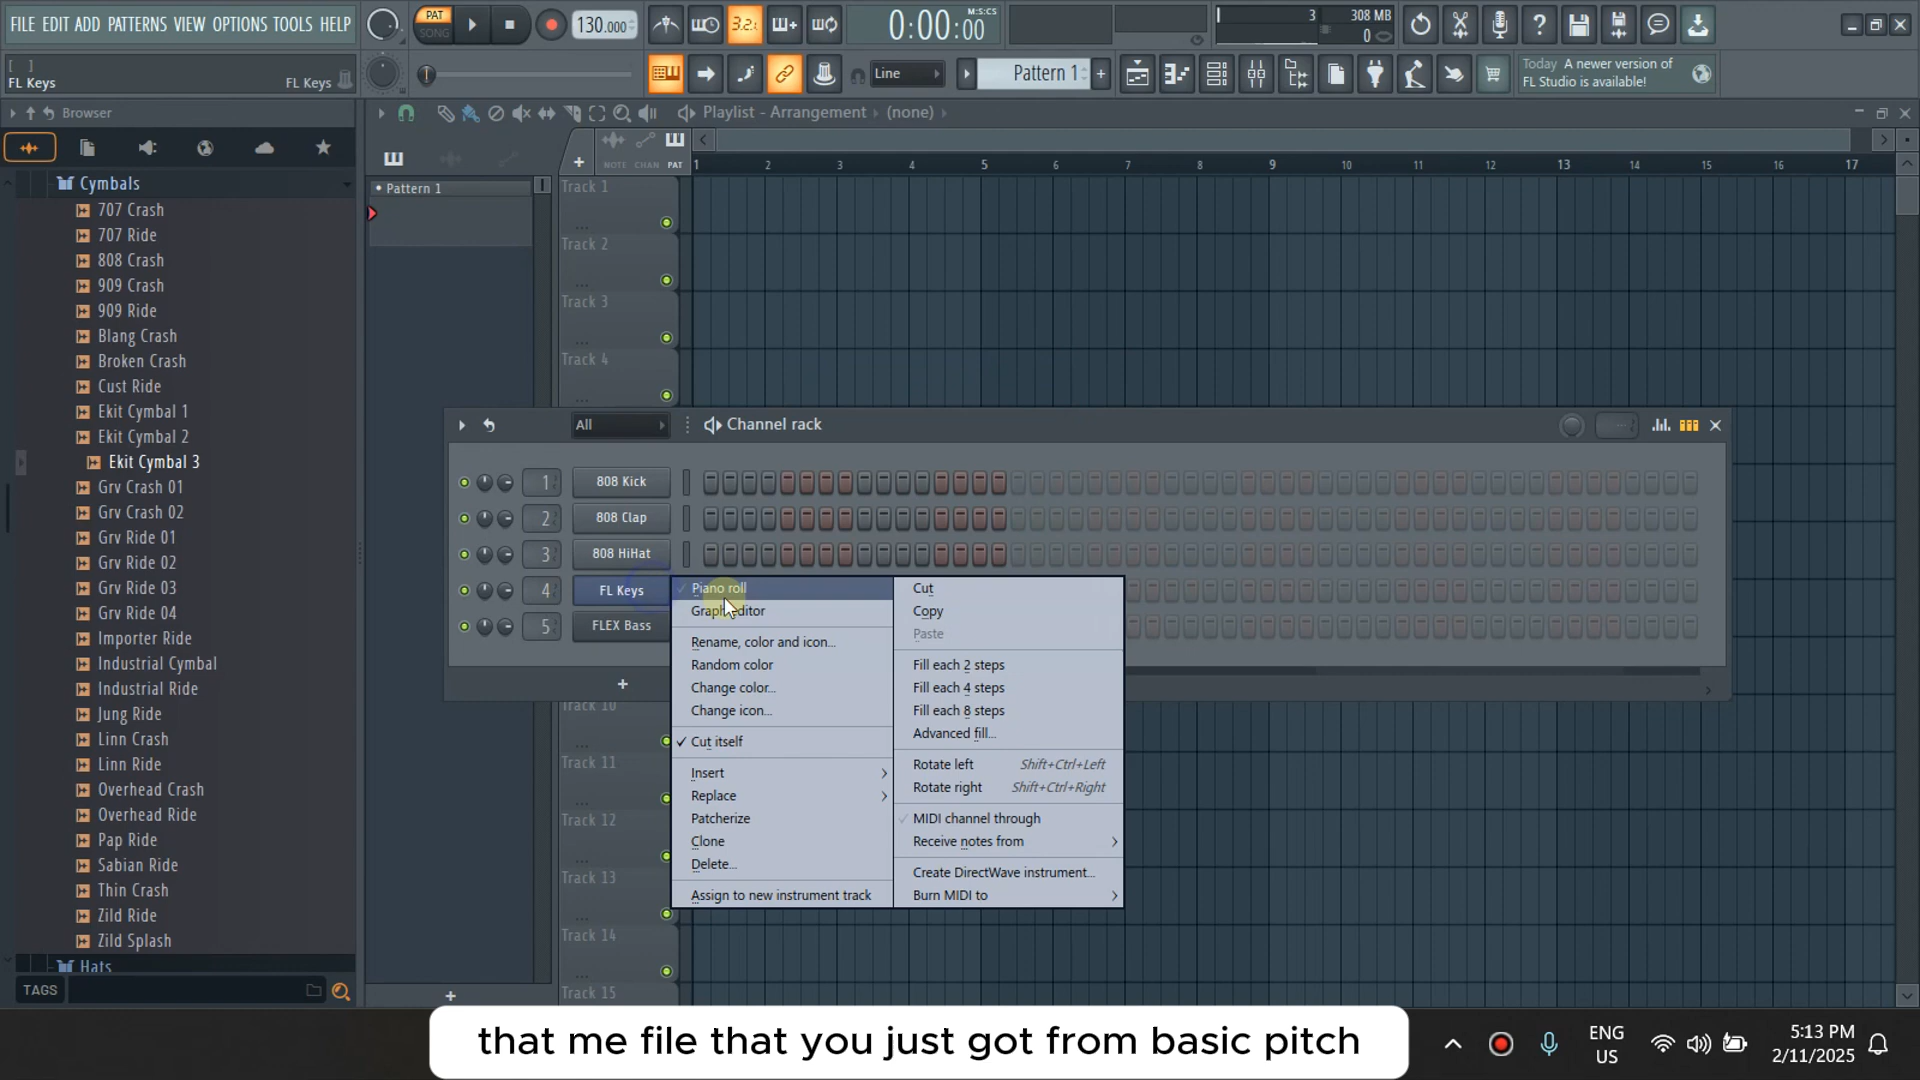 FILE EDIT ADD PATTERNS VIEW OPTIONS TOOLS HELP
PAT
SONG
130.000
3.2.
0:00:00
M:S:CS
3
308 MB
0
[ ]
FL Keys
FL Keys
Line
Pattern 1
Today A newer version of
FL Studio is available!
Browser
Playlist - Arrangement
(none)
NOTE CHAN PAT
1 2 3 4 5 6 7 8 9 10 11 12 13 14 15 16 17
Cymbals
707 Crash
707 Ride
808 Crash
909 Crash
909 Ride
Blang Crash
Broken Crash
Cust Ride
Ekit Cymbal 1
Ekit Cymbal 2
Ekit Cymbal 3
Grv Crash 01
Grv Crash 02
Grv Ride 01
Grv Ride 02
Grv Ride 03
Grv Ride 04
Importer Ride
Industrial Cymbal
Industrial Ride
Jung Ride
Linn Crash
Linn Ride
Overhead Crash
Overhead Ride
Pap Ride
Sabian Ride
Thin Crash
Zild Ride
Zild Splash
Hats
TAGS
Pattern 1
Track 1
Track 2
Track 3
Track 4
All
Channel rack
1
808 Kick
2
808 Clap
3
808 HiHat
4
FL Keys
5
FLEX Bass
Piano roll
Graph editor
Rename, color and icon...
Random color
Change color...
Change icon...
Cut itself
Insert
Replace
Patcherize
Clone
Delete...
Assign to new instrument track
Cut
Copy
Paste
Fill each 2 steps
Fill each 4 steps
Fill each 8 steps
Advanced fill...
Rotate left Shift+Ctrl+Left
Rotate right Shift+Ctrl+Right
MIDI channel through
Receive notes from
Create DirectWave instrument...
Burn MIDI to
Track 10
Track 11
Track 12
Track 13
Track 14
Track 15
that me file that you just got from basic pitch
ENG
US
5:13 PM
2/11/2025